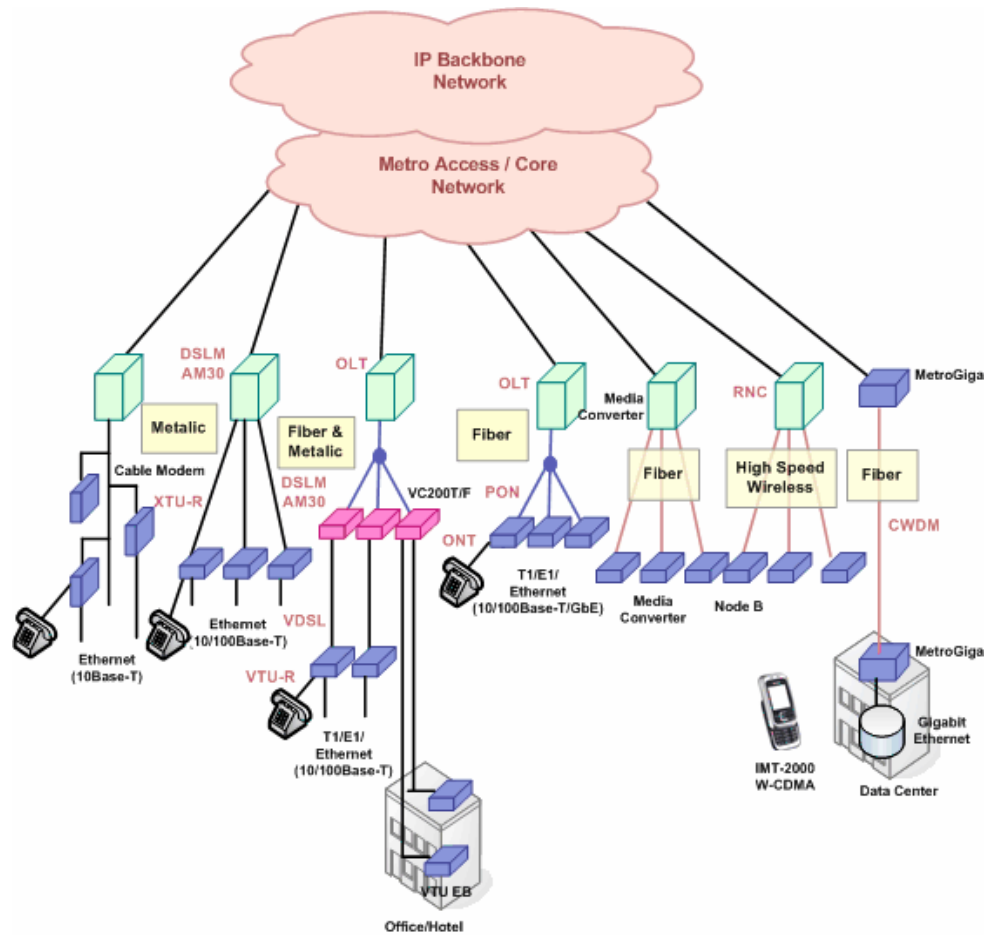 IP Backbone
Network
Metro Access / Core
Network
DSLM
AM30
OLT
OLT
Media
Converter
RNC
MetroGiga
Metalic
Fiber &
Metalic
Fiber
Fiber
High Speed
Wireless
Fiber
Cable Modem
XTU-R
DSLM
AM30
VC200T/F
PON
ONT
CWDM
T1/E1/
Ethernet
(10/100Base-T/GbE)
Media
Converter
Node B
Ethernet
(10Base-T)
Ethernet
(10/100Base-T)
VDSL
VTU-R
T1/E1/
Ethernet
(10/100Base-T)
MetroGiga
Gigabit
Ethernet
IMT-2000
W-CDMA
Data Center
VTU EB
Office/Hotel